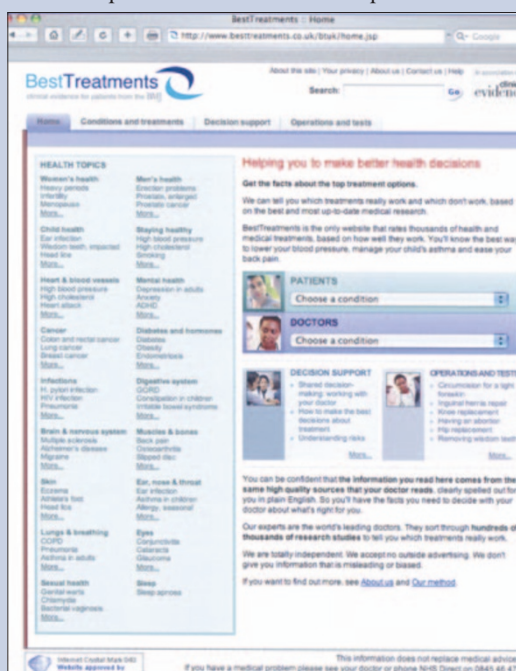 BestTreatments :: Home
http://www.besttreatments.co.uk/btuk/home.jsp
Google
BestTreatments
clinical evidence for patients from the BMJ
About this site | Your privacy | About us | Contact us | Help
Search:
Go
Home
Conditions and treatments
Decision support
Operations and tests
HEALTH TOPICS
Women's health
Heavy periods
Infertility
Menopause
More...
Men's health
Erection problems
Prostate, enlarged
Prostate cancer
More...
Child health
Ear infection
Wisdom teeth, impacted
Head lice
More...
Staying healthy
High blood pressure
High cholesterol
Smoking
More...
Heart & blood vessels
High blood pressure
High cholesterol
Heart attack
More...
Mental health
Depression in adults
Anxiety
ADHD
More...
Cancer
Colon and rectal cancer
Lung cancer
Breast cancer
More...
Diabetes and hormones
Diabetes
Obesity
Endometriosis
More...
Infections
H. pylori infection
HIV infection
Pneumonia
More...
Digestive system
GORD
Constipation in children
Irritable bowel syndrome
More...
Brain & nervous system
Multiple sclerosis
Alzheimer's disease
Migraine
More...
Muscles & bones
Back pain
Osteoarthritis
Slipped disc
More...
Skin
Eczema
Athlete's foot
Head lice
More...
Ear, nose & throat
Ear infection
Asthma in children
Allergy, seasonal
More...
Lungs & breathing
COPD
Pneumonia
Asthma in adults
More...
Eyes
Conjunctivitis
Cataracts
Glaucoma
More...
Sexual health
Genital warts
Chlamydia
Bacterial vaginosis
More...
Sleep
Sleep apnoea
Helping you to make better health decisions
Get the facts about the top treatment options.
We can tell you which treatments really work and which don't work, based
on the best and most up-to-date medical research.
BestTreatments is the only website that rates thousands of health and
medical treatments, based on how well they work. You'll know the best way
to lower your blood pressure, manage your child's asthma and ease your
back pain.
PATIENTS
Choose a condition
DOCTORS
Choose a condition
DECISION SUPPORT
Shared decision-
making: working with
your doctor
How to make the best
decisions about
treatment
Understanding risks
More...
OPERATIONS AND TESTS
Circumcision for a tight
foreskin
Inguinal hernia repair
Knee replacement
Having an abortion
Hip replacement
Removing wisdom teeth
More...
You can be confident that the information you read here comes from the
same high quality sources that your doctor reads, clearly spelled out for
you in plain English. So you'll have the facts you need to decide with your
doctor about what's right for you.
Our experts are the world's leading doctors. They sort through hundreds of
thousands of research studies to tell you which treatments really work.
We are totally independent. We accept no outside advertising. We don't
give you information that is misleading or biased.
If you want to find out more, see About us and Our method.
Internet Crystal Mark
Website approved by
This information does not replace medical advice
If you have a medical problem please see your doctor or phone NHS Direct on 0845 46 47